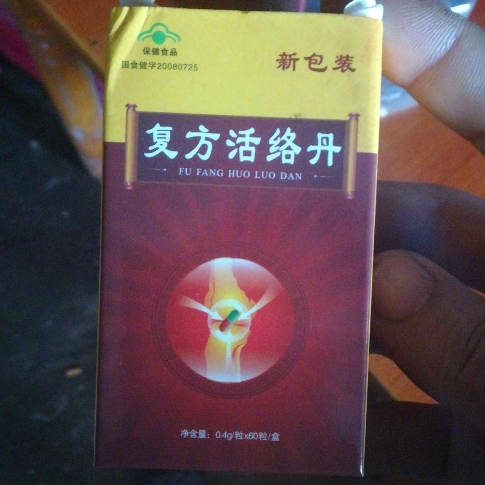 保健食品
国食健字20080725
新包装
复方活络丹
FU FANG HUO LUO DAN
净含量：0.4g/粒x60粒/盒